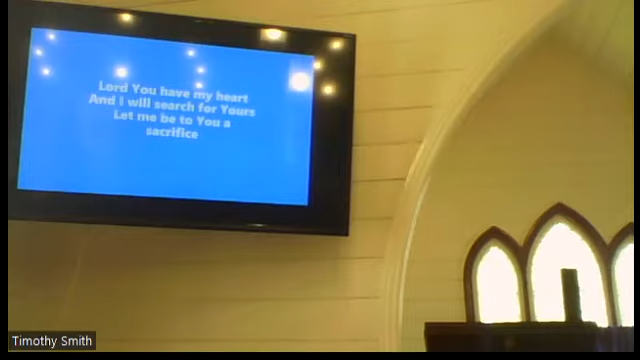 Lord You have my heart
And I will search for Yours
Let me be to You a
sacrifice
Timothy Smith